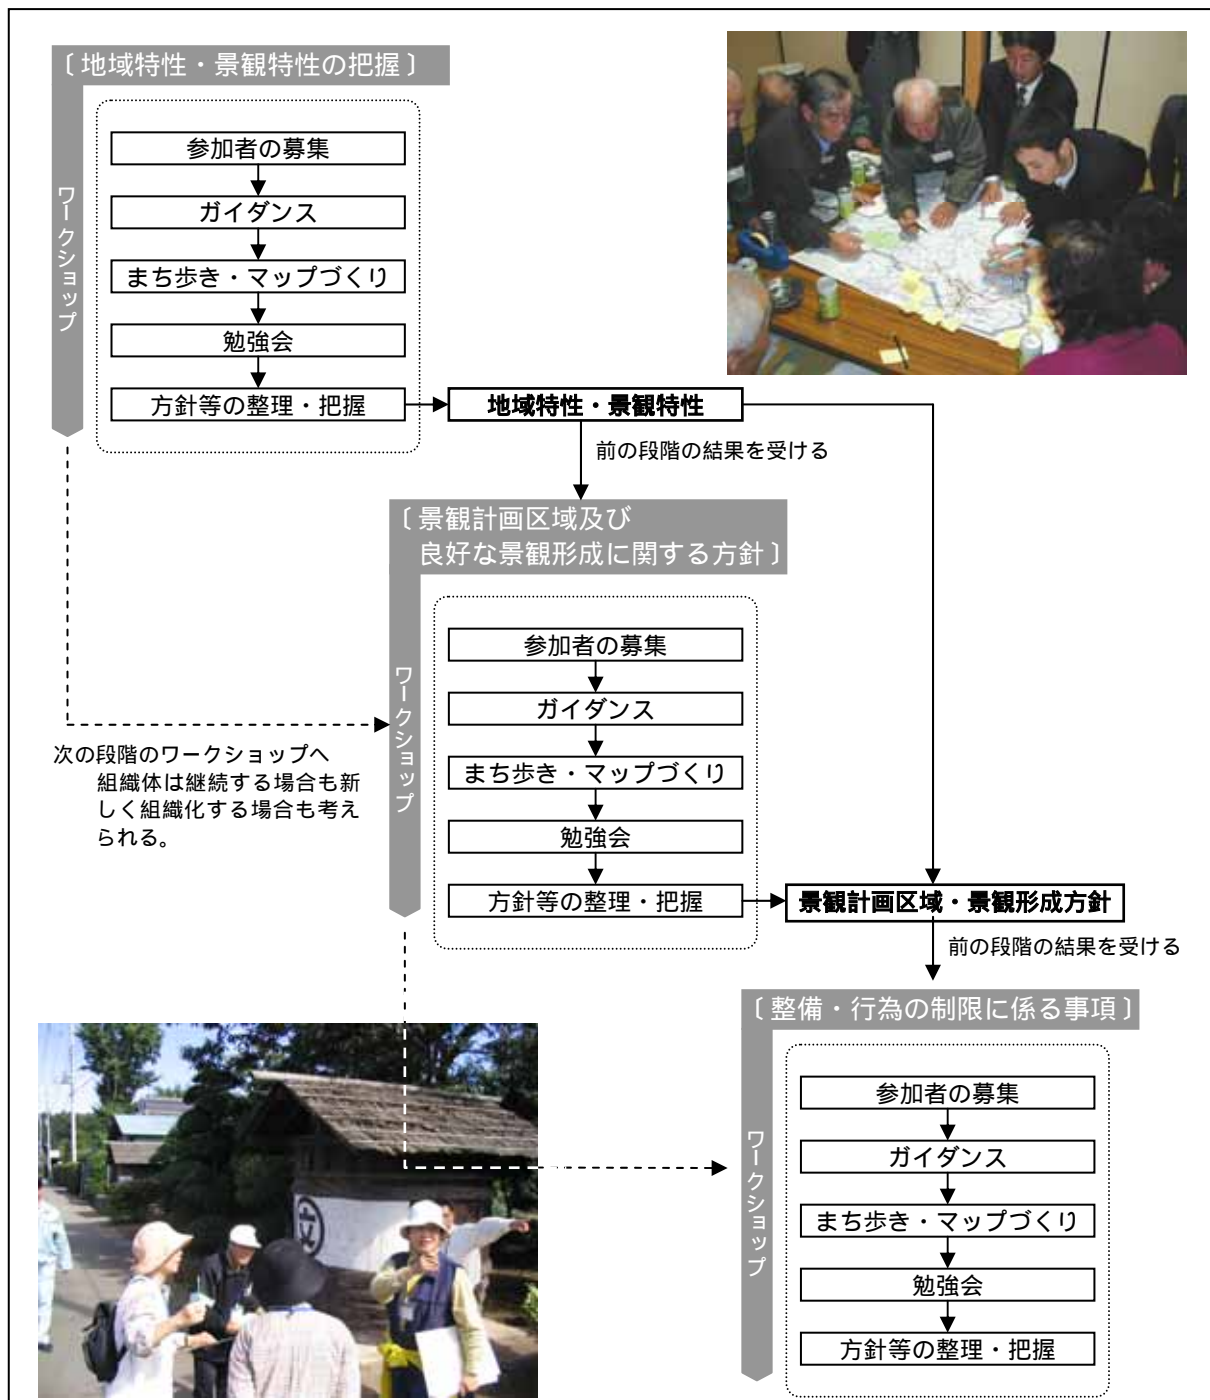 〔地域特性・景観特性の把握〕
ワークショップ
参加者の募集
ガイダンス
まち歩き・マップづくり
勉強会
方針等の整理・把握
地域特性・景観特性
前の段階の結果を受ける
〔景観計画区域及び
良好な景観形成に関する方針〕
ワークショップ
参加者の募集
ガイダンス
まち歩き・マップづくり
勉強会
方針等の整理・把握
次の段階のワークショップへ
組織体は継続する場合も新
しく組織化する場合も考え
られる。
景観計画区域・景観形成方針
前の段階の結果を受ける
〔整備・行為の制限に係る事項〕
ワークショップ
参加者の募集
ガイダンス
まち歩き・マップづくり
勉強会
方針等の整理・把握